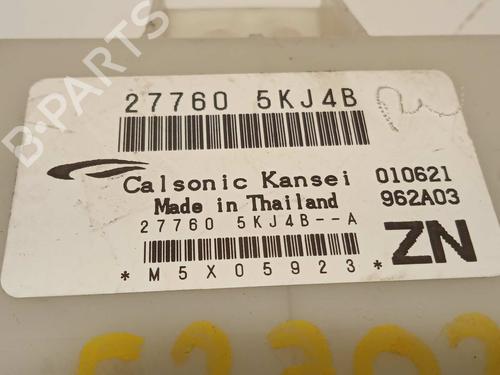 B-PARTS
27760 5KJ4B
Calsonic Kansei 010621
Made in Thailand 962A03
27760 5KJ4B--A
ZN
*M5X05923*